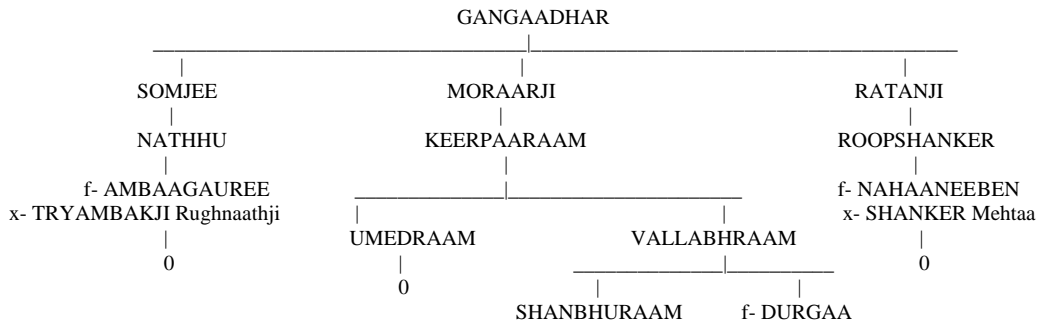 GANGAADHAR
SOMJEE MORAARJI RATANJI
NATHHU KEERPAARAAM ROOPSHANKER
f- AMBAAGAUREE f- NAHAANEEBEN
x- TRYAMBAKJI Rughnaathji x- SHANKER Mehtaa
UMEDRAAM VALLABHRAAM
0 0
0
SHANBHURAAM f- DURGAA